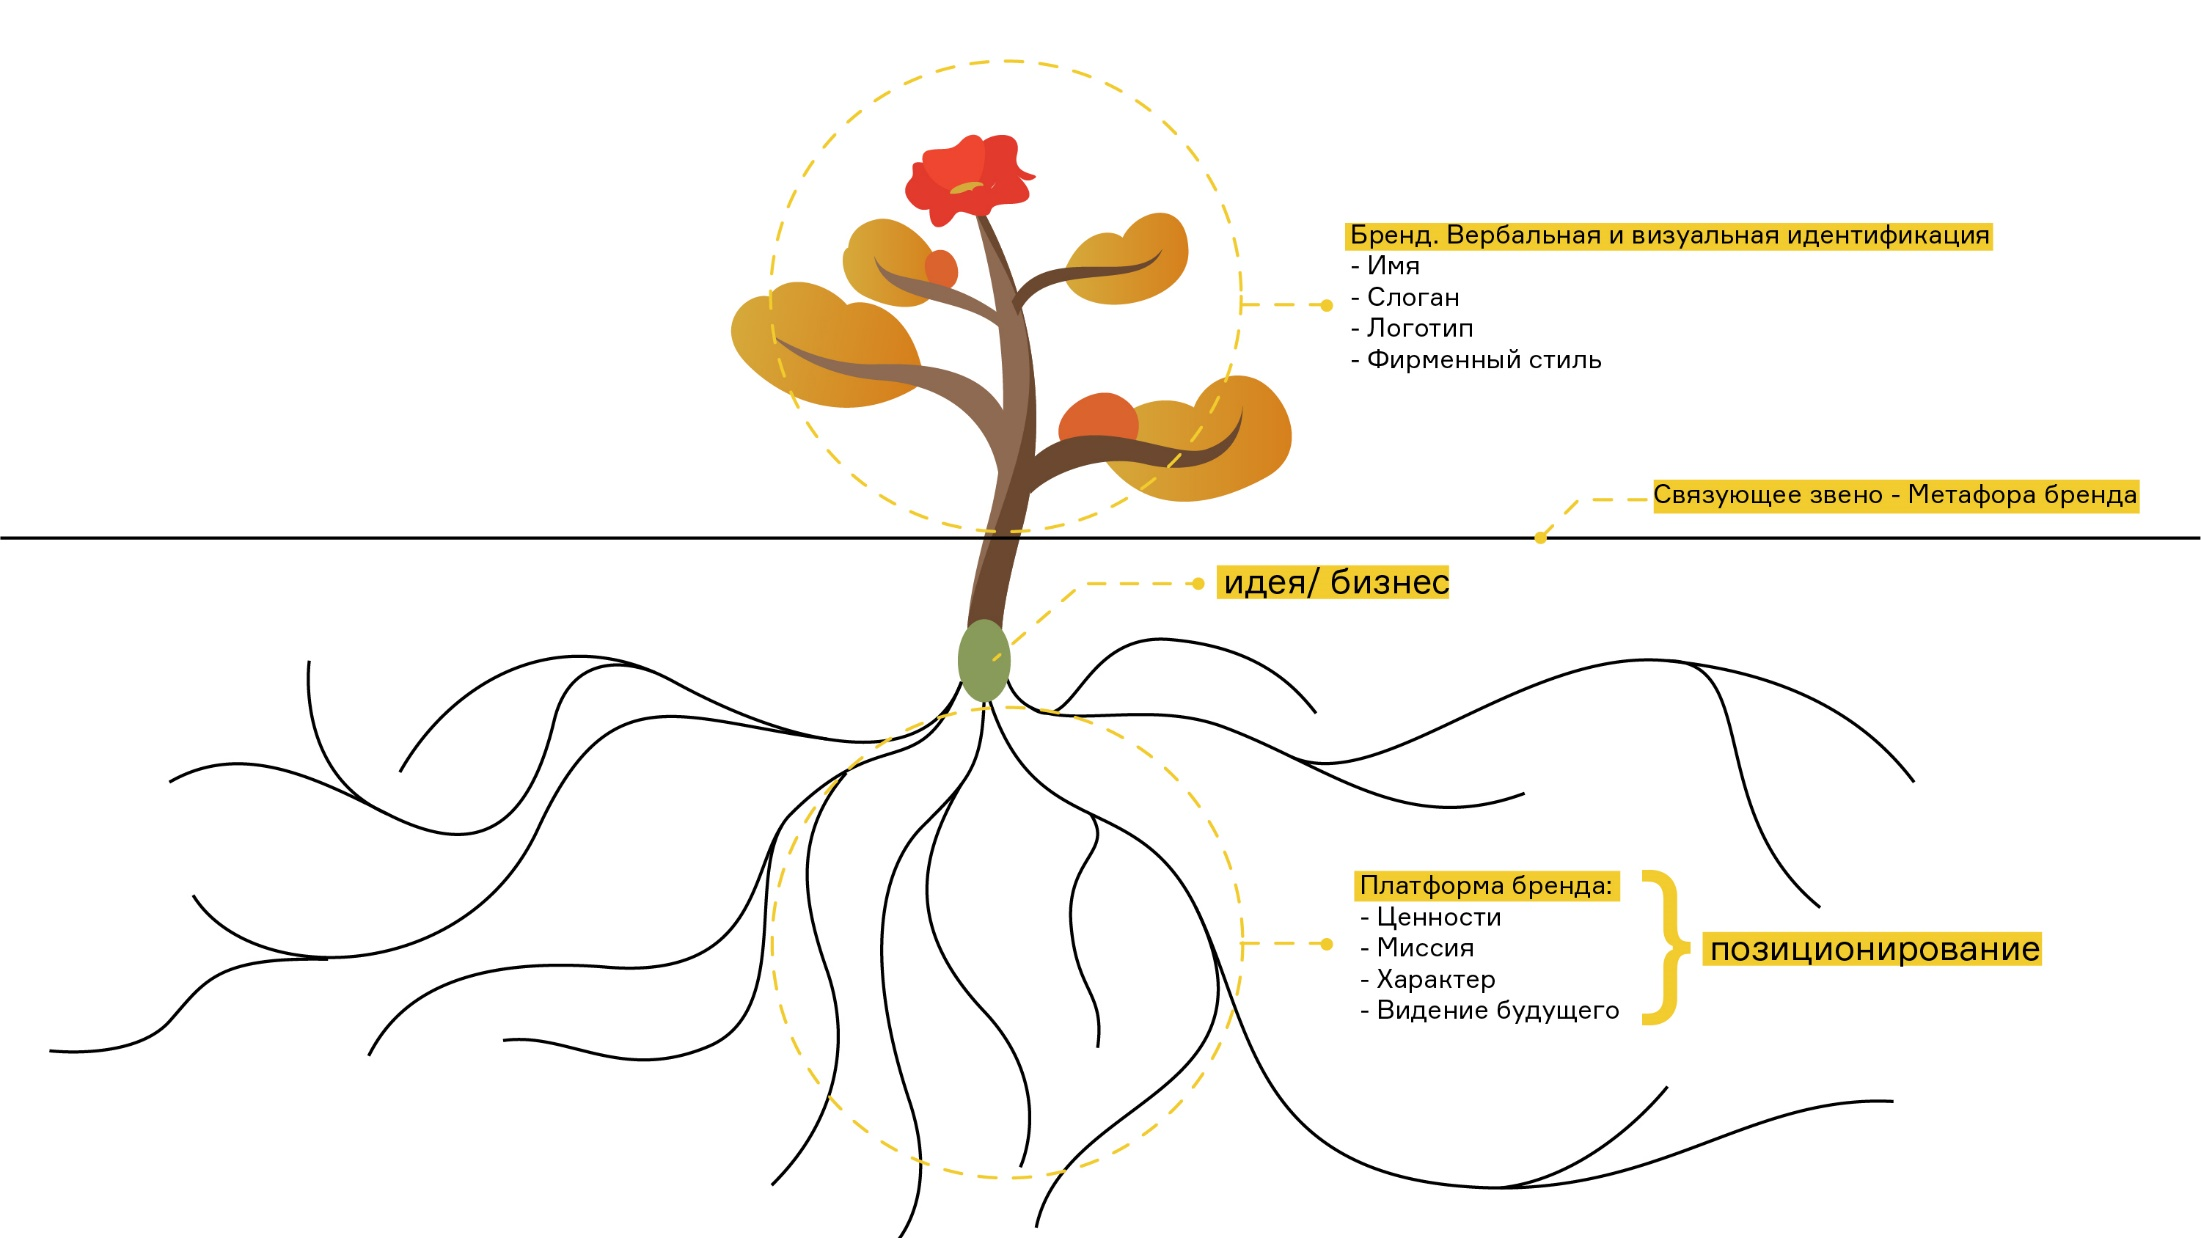 Бренд. Вербальная и визуальная идентификация
- Имя
- Слоган
- Логотип
- Фирменный стиль
Связующее звено - Метафора бренда
идея/ бизнес
Платформа бренда:
- Ценности
- Миссия
- Характер
- Видение будущего
позиционирование